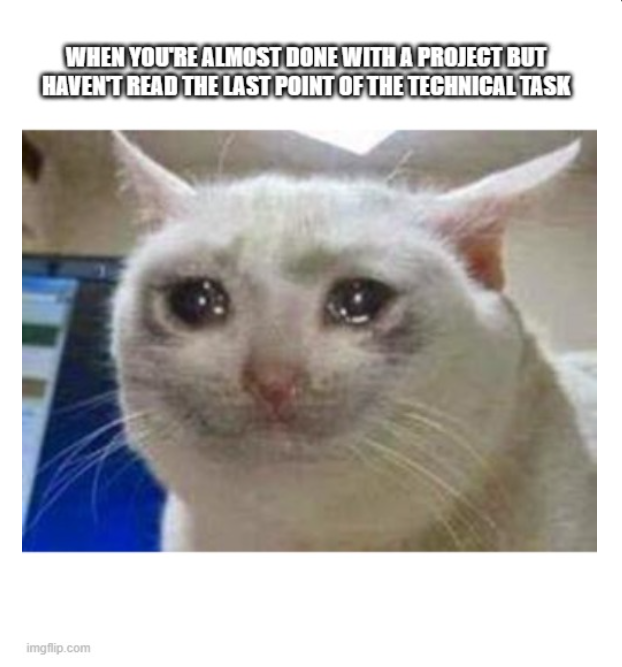 WHEN YOU'RE ALMOST DONE WITH A PROJECT BUT
HAVEN'T READ THE LAST POINT OF THE TECHNICAL TASK
imgflip.com